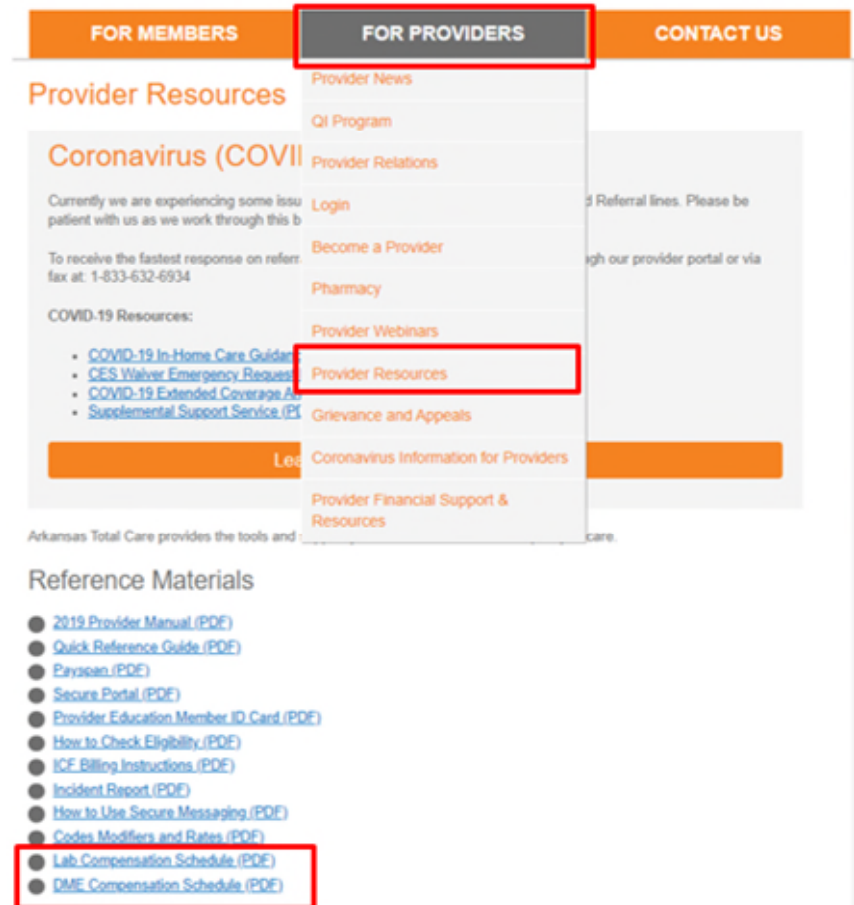 FOR MEMBERS
FOR PROVIDERS
CONTACT US
Provider News
QI Program
Provider Relations
Login
Become a Provider
Pharmacy
Provider Webinars
Provider Resources
Grievance and Appeals
Coronavirus Information for Providers
Provider Financial Support &
Resources
Provider Resources
Coronavirus (COVI
Currently we are experiencing some issu
d Referral lines. Please be
patient with us as we work through this b
To receive the fastest response on referr
gh our provider portal or via
fax at: 1-833-632-6934
COVID-19 Resources:
COVID-19 In-Home Care Guidan
CES Waiver Emergency Request
COVID-19 Extended Coverage
Supplemental Support Service (PD
Lea
Arkansas Total Care provides the tools and
care.
Reference Materials
2019 Provider Manual (PDF)
Quick Reference Guide (PDF)
Payspan (PDF)
Secure Portal (PDF)
Provider Education Member ID Card (PDF)
How to Check Eligibility (PDF)
ICF Billing Instructions (PDF)
Incident Report (PDF)
How to Use Secure Messaging (PDF)
Codes Modifiers and Rates (PDF)
Lab Compensation Schedule (PDF)
DME Compensation Schedule (PDF)